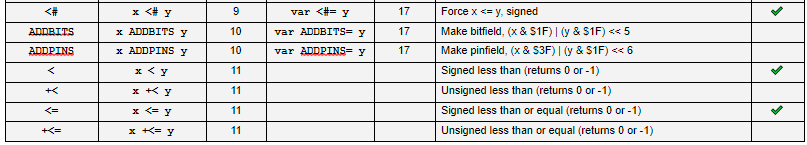 <# x <# y 9 var <#= y 17 Force x <= y, signed ✔
ADDBITS x ADDBITS y 10 var ADDBITS= y 17 Make bitfield, (x & $1F) | (y & $1F) << 5
ADDPINS x ADDPINS y 10 var ADDPINS= y 17 Make pinfield, (x & $3F) | (y & $1F) << 6
< x < y 11 Signed less than (returns 0 or -1) ✔
+< x +< y 11 Unsigned less than (returns 0 or -1)
<= x <= y 11 Signed less than or equal (returns 0 or -1) ✔
+<= x +<= y 11 Unsigned less than or equal (returns 0 or -1)